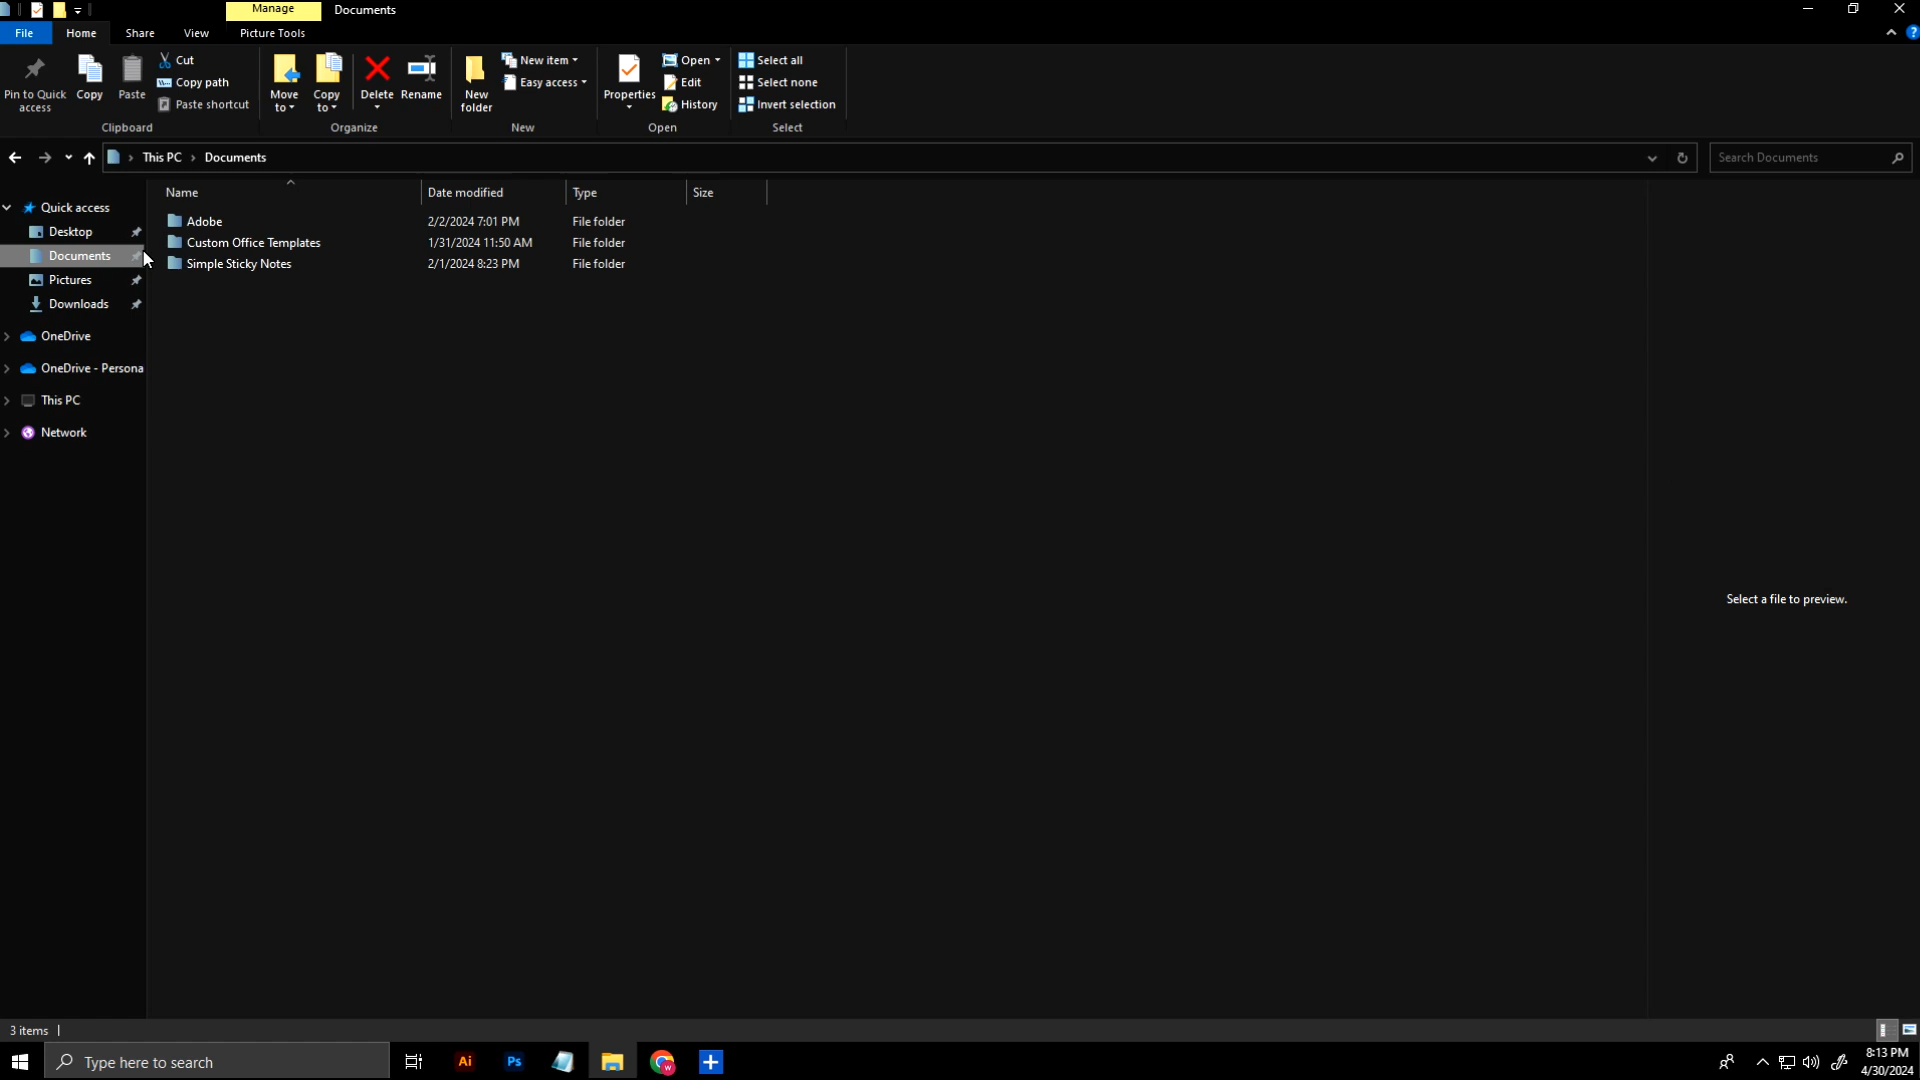 Manage Documents
File Home Share View Picture Tools
Pin to Quick access Copy Paste Cut Copy path Paste shortcut Move to Copy to Delete Rename New folder New item Easy access Properties Open Edit History Select all Select none Invert selection
Clipboard Organize New Open Select
This PC Documents Search Documents
Name Date modified Type Size
Quick access
Desktop
Documents
Pictures
Downloads
OneDrive
OneDrive - Persona
This PC
Network
Adobe 2/2/2024 7:01 PM File folder
Custom Office Templates 1/31/2024 11:50 AM File folder
Simple Sticky Notes 2/1/2024 8:23 PM File folder
Select a file to preview.
3 items
Type here to search Ai Ps w 8:13 PM
4/30/2024